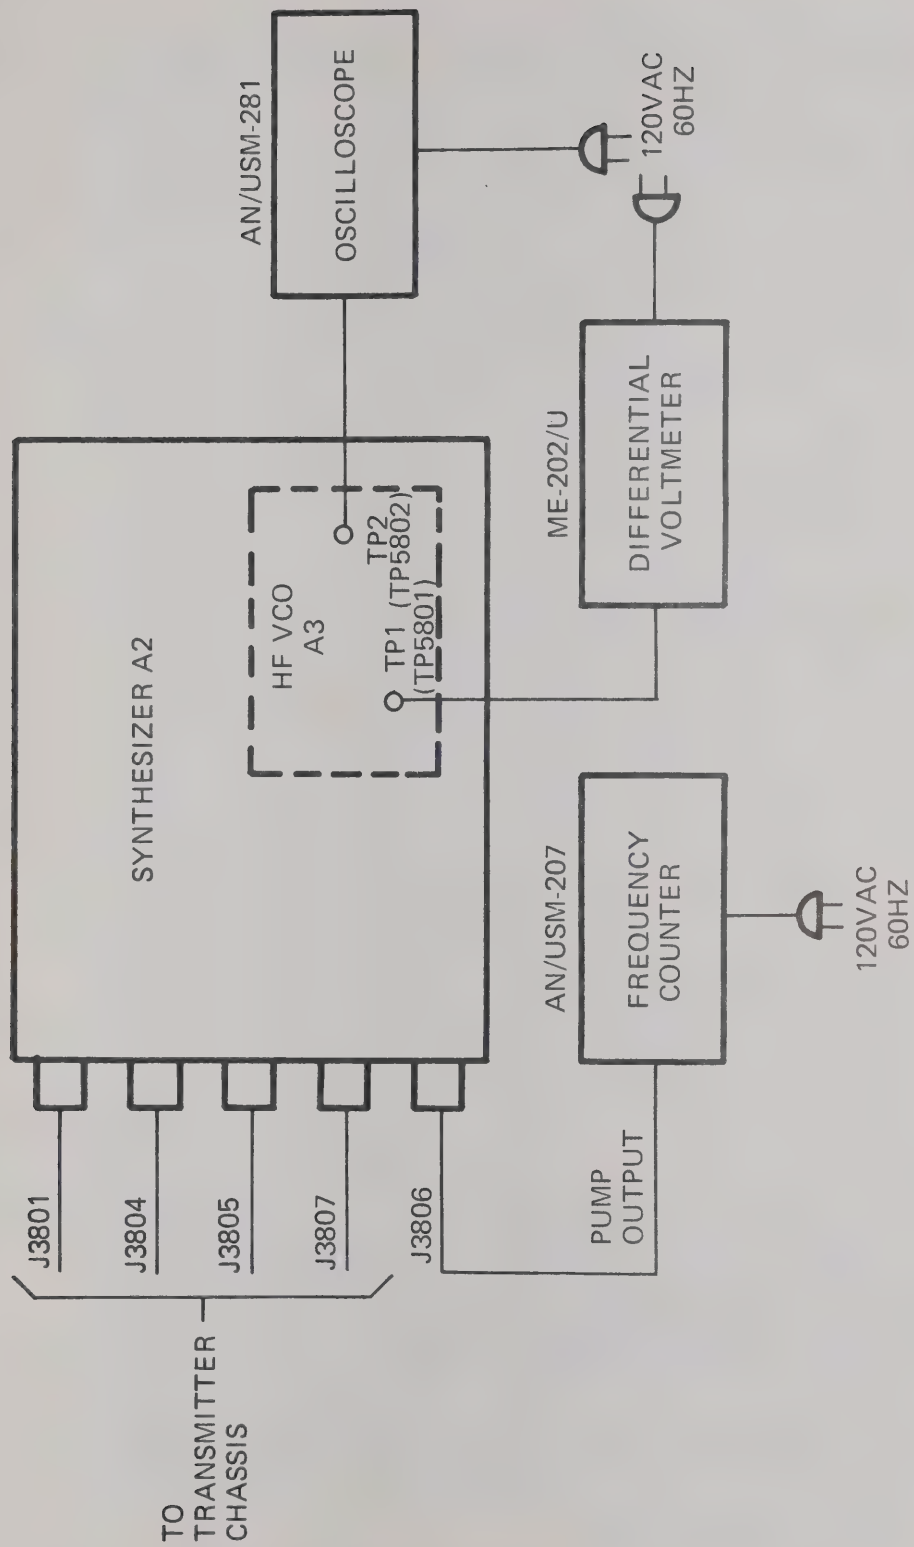 TO
TRANSMITTER
CHASSIS
J3801
J3804
J3805
J3807
J3806
PUMP
OUTPUT
SYNTHESIZER A2
HF VCO
A3
TP1
(TP5801)
TP2
(TP5802)
AN/USM-281
OSCILLOSCOPE
120VAC
60HZ
ME-202/U
DIFFERENTIAL
VOLTMETER
AN/USM-207
FREQUENCY
COUNTER
120VAC
60HZ